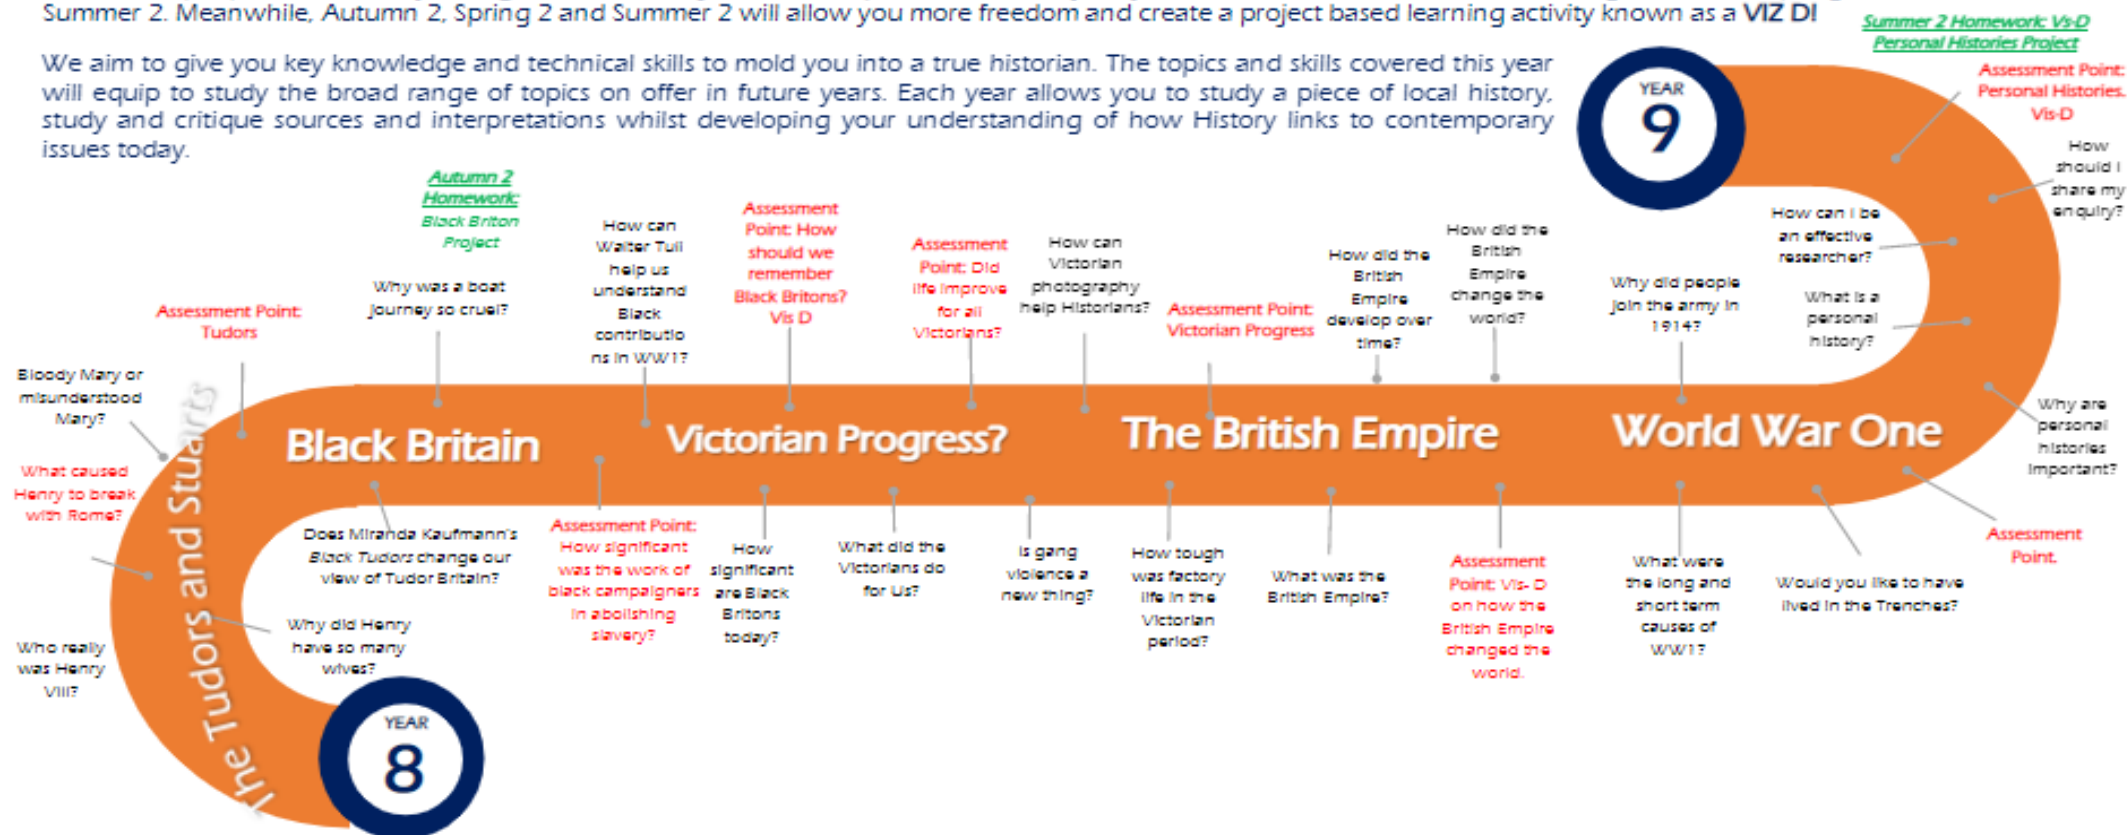 Summer 2. Meanwhile, Autumn 2, Spring 2 and Summer 2 will allow you more freedom and create a project based learning activity known as a VIZ D!
We aim to give you key knowledge and technical skills to mold you into a true historian. The topics and skills covered this year
will equip to study the broad range of topics on offer in future years. Each year allows you to study a piece of local history,
study and critique sources and interpretations whilst developing your understanding of how History links to contemporary
issues today.
Summer 2 Homework: Vs-D
Personal Histories Project
YEAR
9
Assessment Point:
Personal Histories.
Vis-D
How
should I
share my
enquiry?
How can I be
an effective
researcher?
What is a
personal
history?
Why are
personal
histories
important?
Assessment
Point.
Autumn 2
Homework:
Black Briton
Project
Why was a boat
journey so cruel?
How can
Walter Tull
help us
understand
Black
contributio
ns in WW1?
Assessment
Point: How
should we
remember
Black Britons?
Vis D
Assessment
Point: Did
life improve
for all
Victorians?
How can
Victorian
photography
help Historians?
Assessment Point:
Victorian Progress
How did the
British
Empire
develop over
time?
How did the
British
Empire
change the
world?
Why did people
join the army in
1914?
Assessment Point:
Tudors
Bloody Mary or
misunderstood
Mary?
What caused
Henry to break
with Rome?
Who really
was Henry
VIII?
The Tudors and Stuarts
Black Britain
Victorian Progress?
The British Empire
World War One
Does Miranda Kaufmann's
Black Tudors change our
view of Tudor Britain?
Why did Henry
have so many
wives?
Assessment Point:
How significant
was the work of
black campaigners
in abolishing
slavery?
How
significant
are Black
Britons
today?
What did the
Victorians do
for Us?
Is gang
violence a
new thing?
How tough
was factory
life in the
Victorian
period?
What was the
British Empire?
Assessment
Point: Vis- D
on how the
British Empire
changed the
world.
What were
the long and
short term
causes of
WW1?
Would you like to have
lived in the Trenches?
YEAR
8